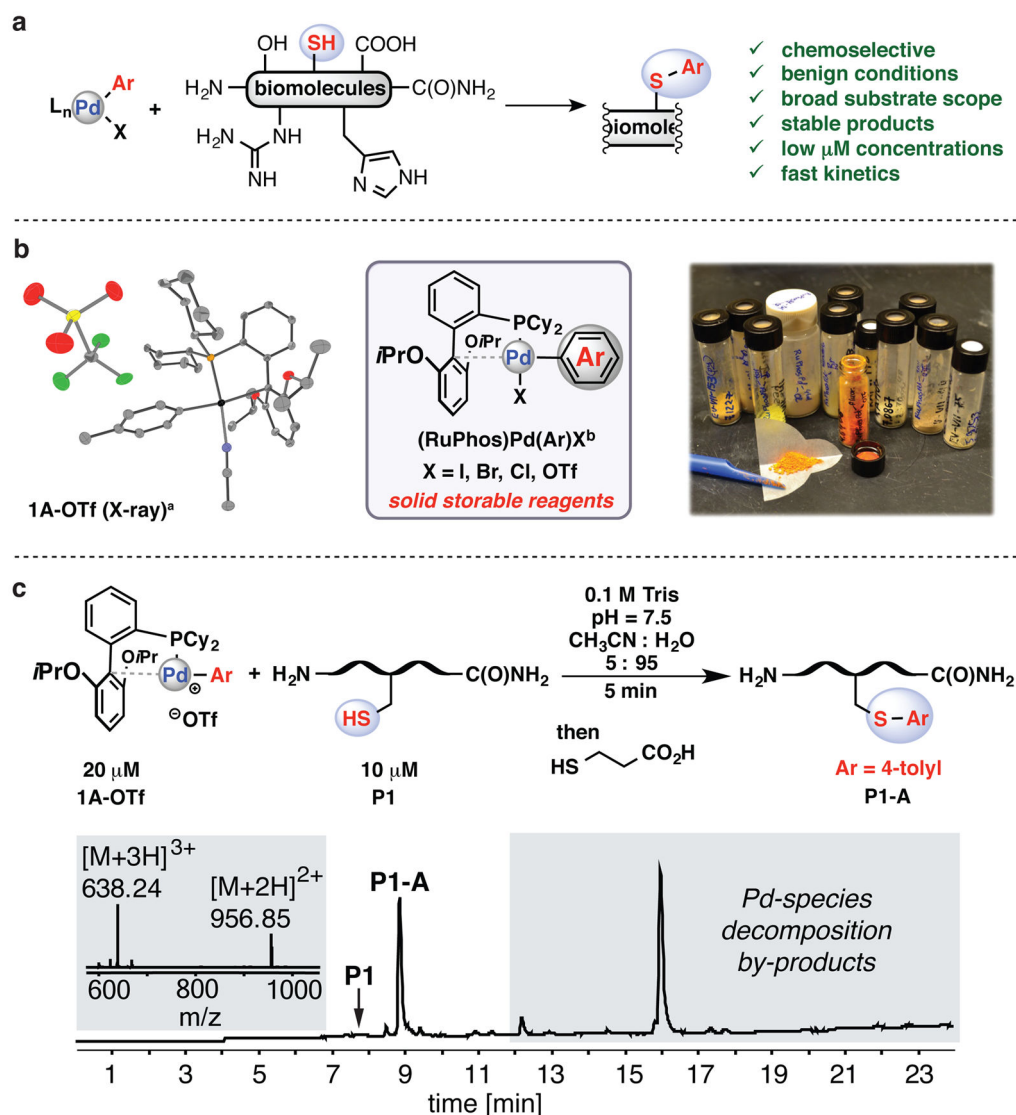 a
Ar
LnPd
X
+
OH
SH
COOH
H2N
biomolecules
C(O)NH2
H2N
NH
NH
N
NH
S
Ar
iomole
✓ chemoselective
✓ benign conditions
✓ broad substrate scope
✓ stable products
✓ low μM concentrations
✓ fast kinetics
b
1A-OTf (X-ray)a
PCy2
OiPr
iPrO
Pd
Ar
X
(RuPhos)Pd(Ar)Xb
X = I, Br, Cl, OTf
solid storable reagents
c
PCy2
OiPr
iPrO
Pd
Ar
⊕
⊖OTf
20 μM
1A-OTf
+
H2N
C(O)NH2
HS
10 μM
P1
0.1 M Tris
pH = 7.5
CH3CN : H2O
5 : 95
5 min
then
HS
CO2H
H2N
C(O)NH2
S
Ar
Ar = 4-tolyl
P1-A
[M+3H]3+
638.24
[M+2H]2+
956.85
600 800 1000
m/z
P1
P1-A
Pd-species
decomposition
by-products
1 3 5 7 9 11 13 15 17 19 21 23
time [min]